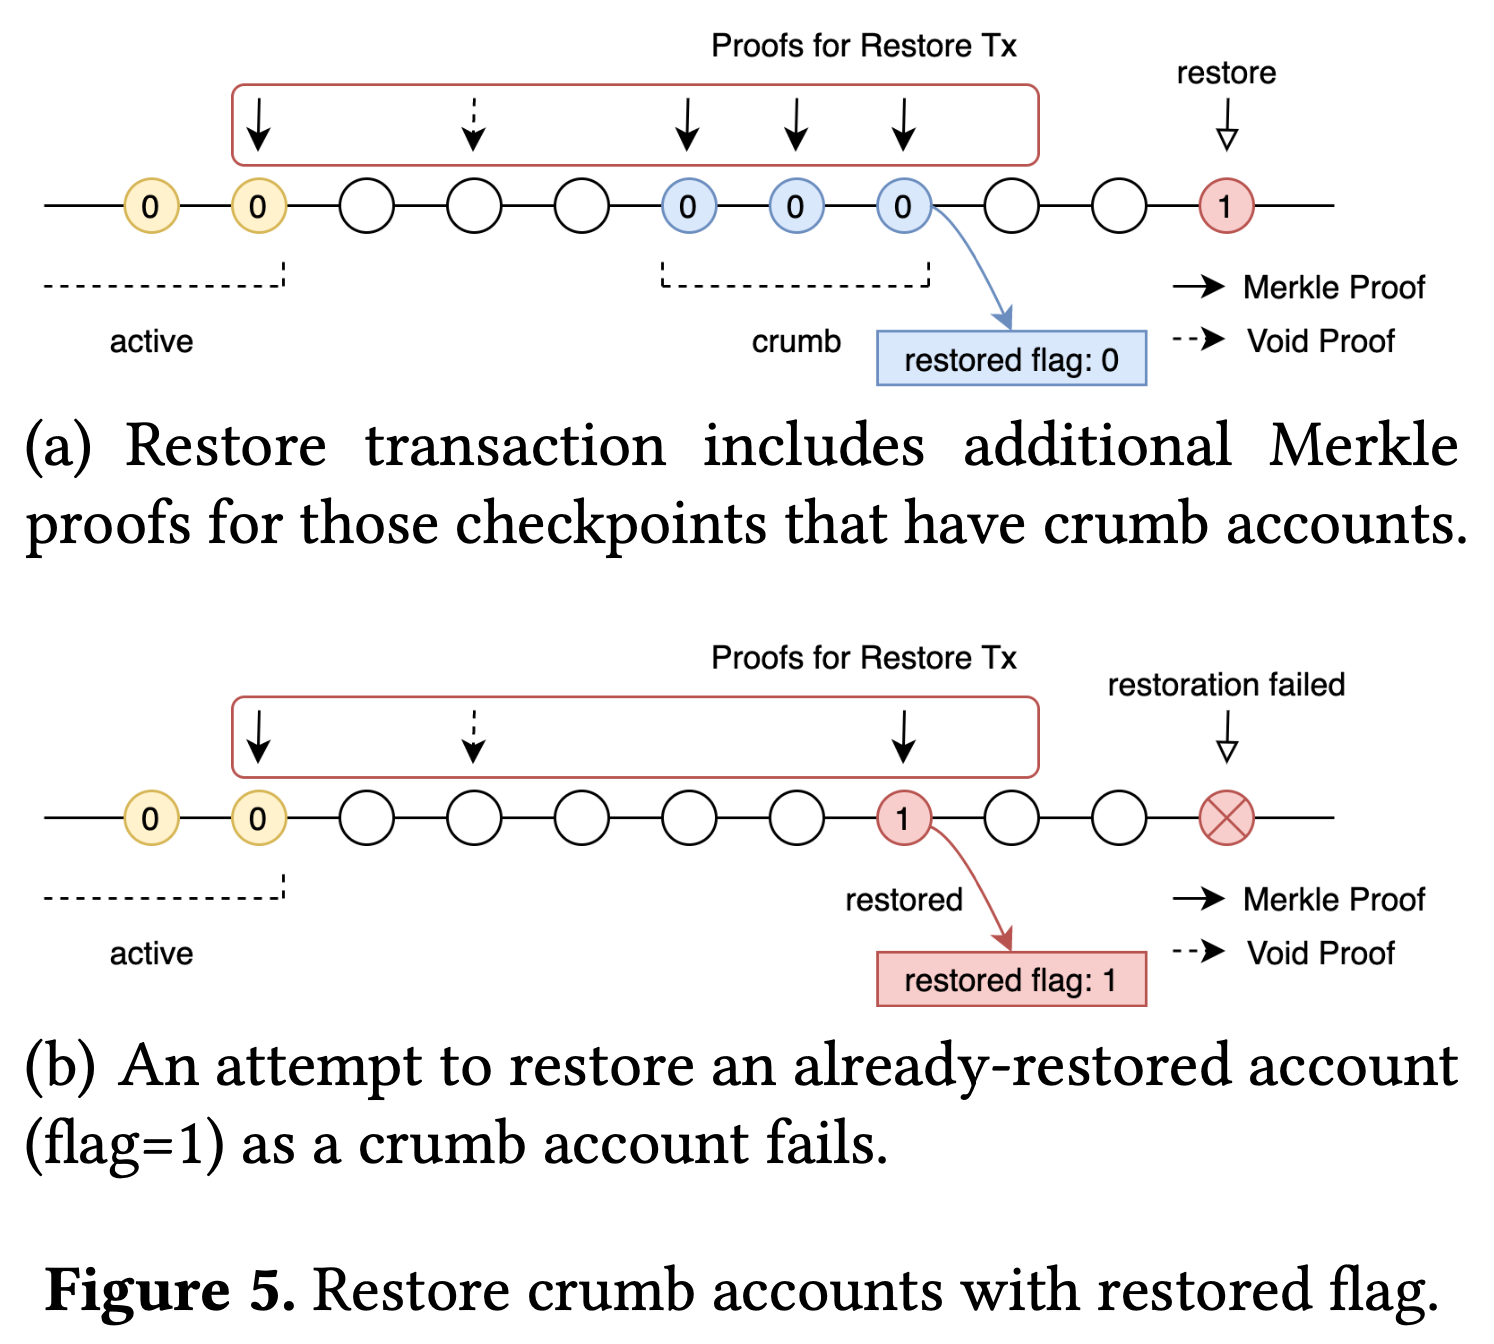 Proofs for Restore Tx
restore
0 0 0 0 0 1
Merkle Proof
active crumb Void Proof
restored flag: 0
(a) Restore transaction includes additional Merkle
proofs for those checkpoints that have crumb accounts.
Proofs for Restore Tx
restoration failed
0 0 1
restored Merkle Proof
active Void Proof
restored flag: 1
(b) An attempt to restore an already-restored account
(flag=1) as a crumb account fails.
Figure 5. Restore crumb accounts with restored flag.